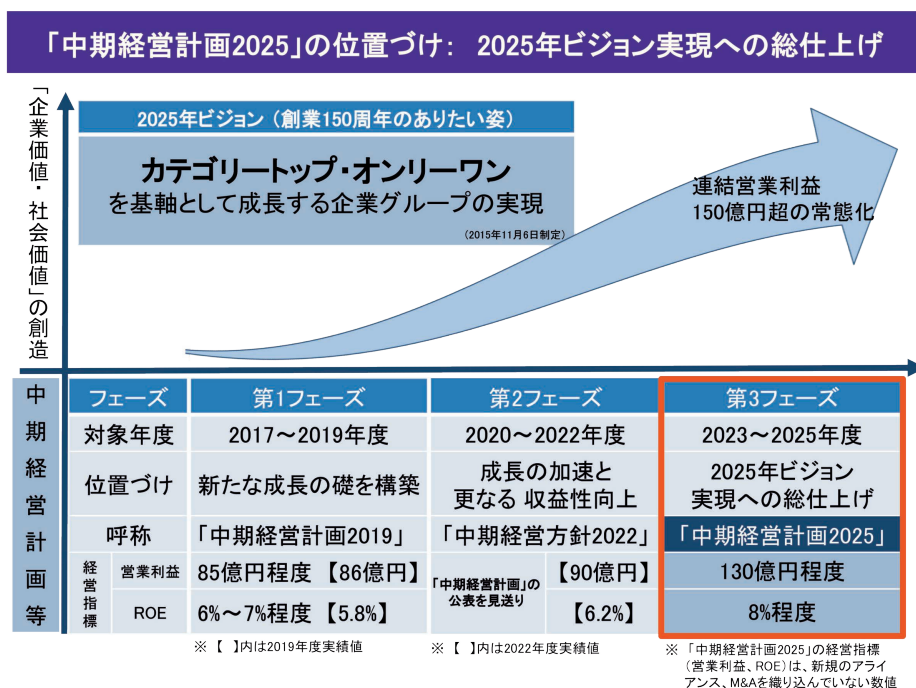 「中期経営計画2025」の位置づけ： 2025年ビジョン実現への総仕上げ
「企業価値・社会価値」の創造
2025年ビジョン（創業150周年のありたい姿）
カテゴリートップ・オンリーワン
を基軸として成長する企業グループの実現
（2015年11月6日制定）
連結営業利益
150億円超の常態化
中期経営計画等
フェーズ 第1フェーズ 第2フェーズ 第3フェーズ
対象年度 2017～2019年度 2020～2022年度 2023～2025年度
位置づけ 新たな成長の礎を構築
成長の加速と
更なる 収益性向上
2025年ビジョン
実現への総仕上げ
呼称 「中期経営計画2019」 「中期経営方針2022」 「中期経営計画2025」
経営指標
営業利益 85億円程度 【86億円】
「中期経営計画」の
公表を見送り
【90億円】 130億円程度
ROE 6%～7%程度 【5.8%】 【6.2%】 8%程度
※ 【 】内は2019年度実績値
※ 【 】内は2022年度実績値
※ 「中期経営計画2025」の経営指標
（営業利益、ROE）は、新規のアライ
アンス、M&Aを織り込んでいない数値